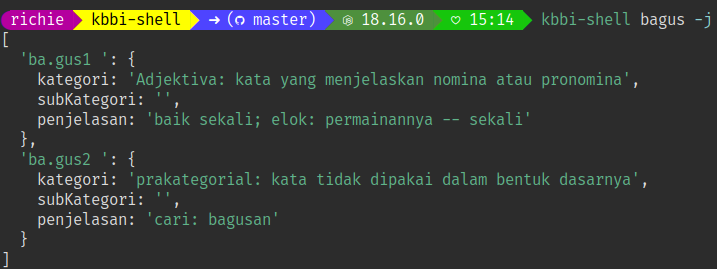 richie kbbi-shell ➜ ( master) 18.16.0 ♡ 15:14 kbbi-shell bagus -j
[
  'ba.gus1 ': {
    kategori: 'Adjektiva: kata yang menjelaskan nomina atau pronomina',
    subKategori: '',
    penjelasan: 'baik sekali; elok: permainannya -- sekali'
  },
  'ba.gus2 ': {
    kategori: 'prakategorial: kata tidak dipakai dalam bentuk dasarnya',
    subKategori: '',
    penjelasan: 'cari: bagusan'
  }
]